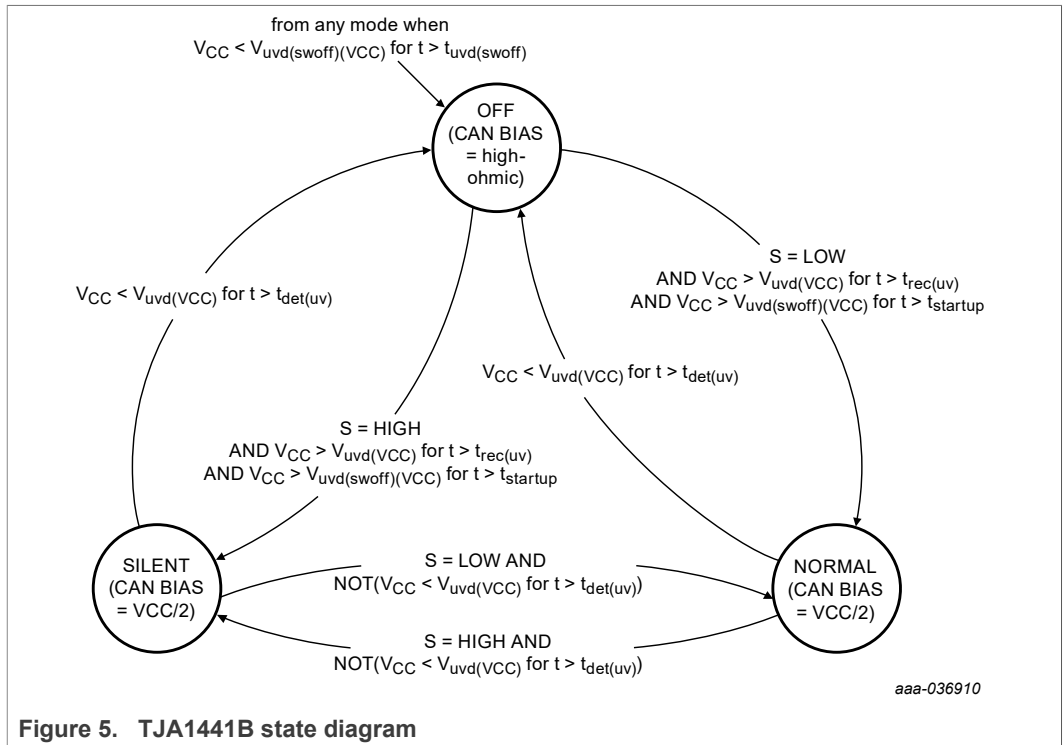 from any mode when
VCC < Vuvd(swoff)(VCC) for t > tuvd(swoff)
OFF
(CAN BIAS
= high-
ohmic)
S = LOW
AND VCC > Vuvd(VCC) for t > trec(uv)
AND VCC > Vuvd(swoff)(VCC) for t > tstartup
VCC < Vuvd(VCC) for t > tdet(uv)
VCC < Vuvd(VCC) for t > tdet(uv)
S = HIGH
AND VCC > Vuvd(VCC) for t > trec(uv)
AND VCC > Vuvd(swoff)(VCC) for t > tstartup
SILENT
(CAN BIAS
= VCC/2)
S = LOW AND
NOT(VCC < Vuvd(VCC) for t > tdet(uv))
NORMAL
(CAN BIAS
= VCC/2)
S = HIGH AND
NOT(VCC < Vuvd(VCC) for t > tdet(uv))
aaa-036910
Figure 5. TJA1441B state diagram